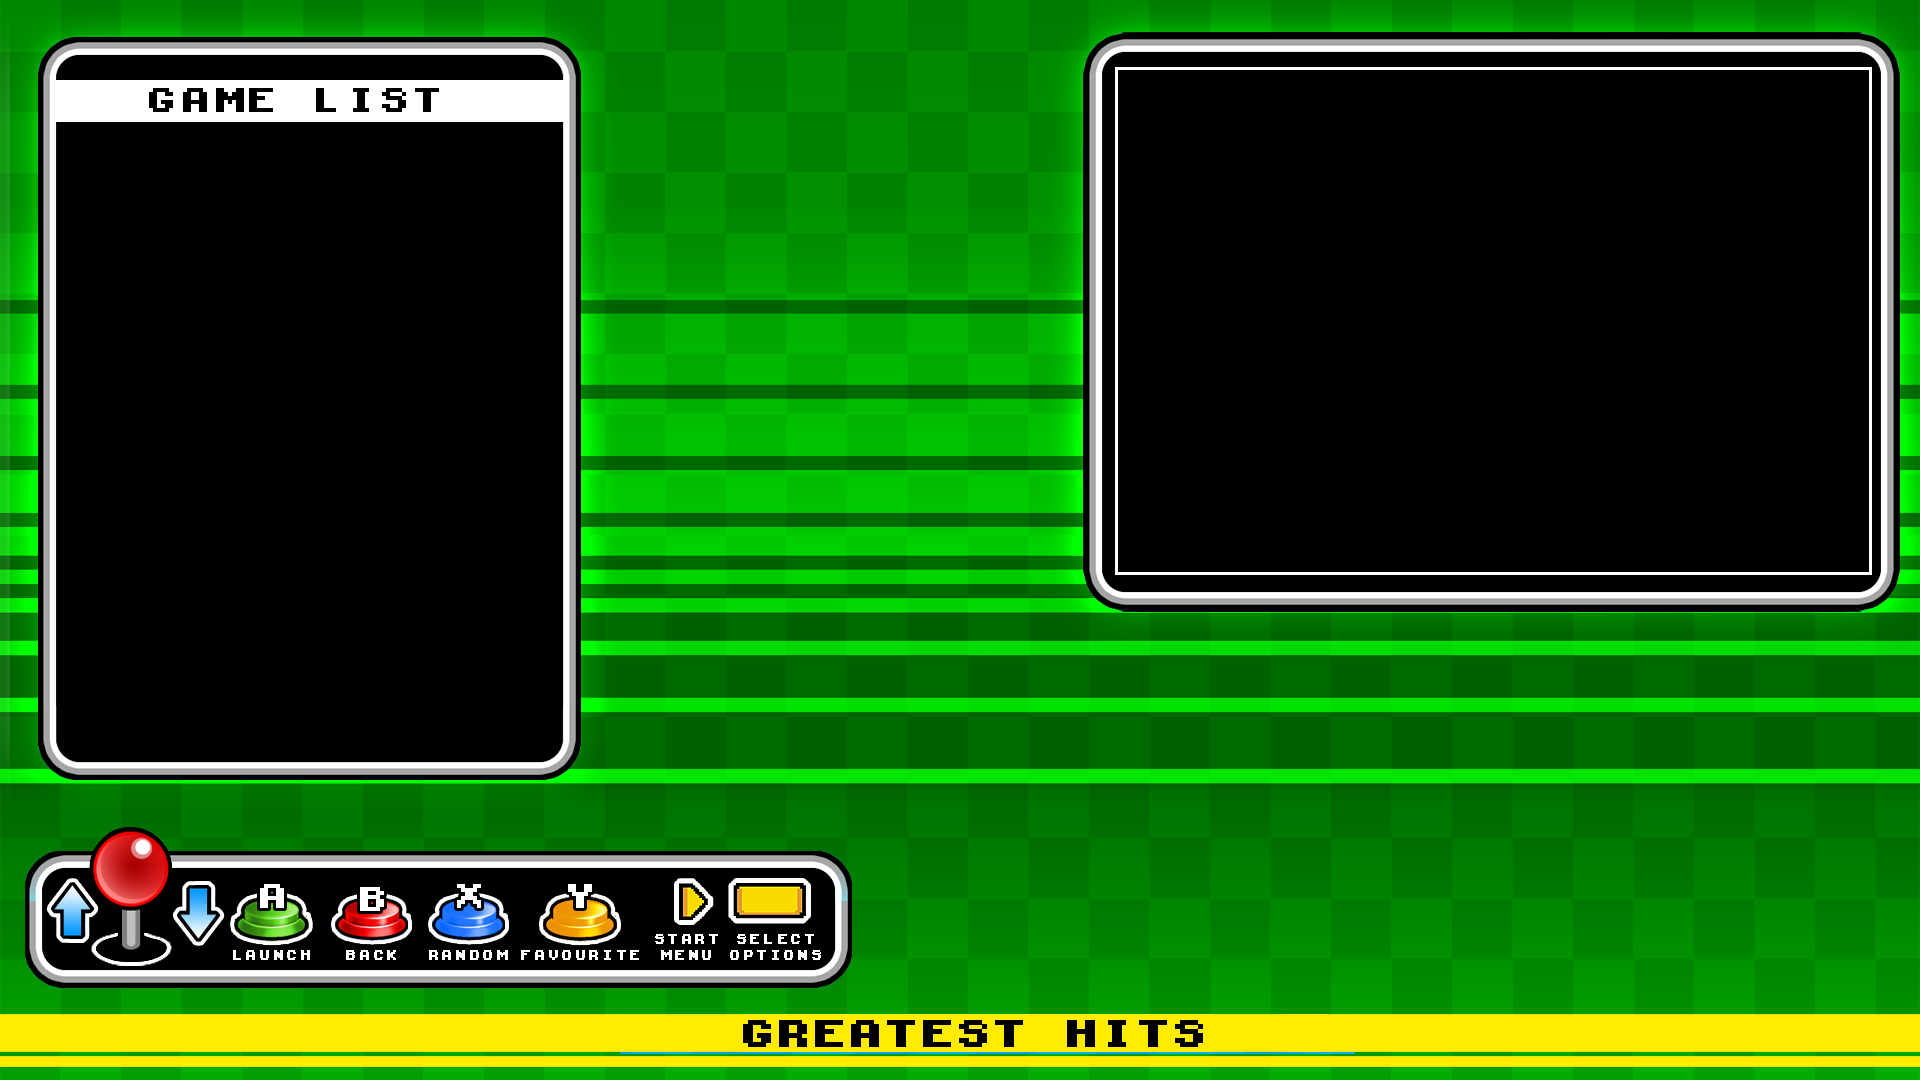 GAME LIST
A B X Y
START SELECT
LAUNCH BACK RANDOM FAVOURITE MENU OPTIONS
GREATEST HITS